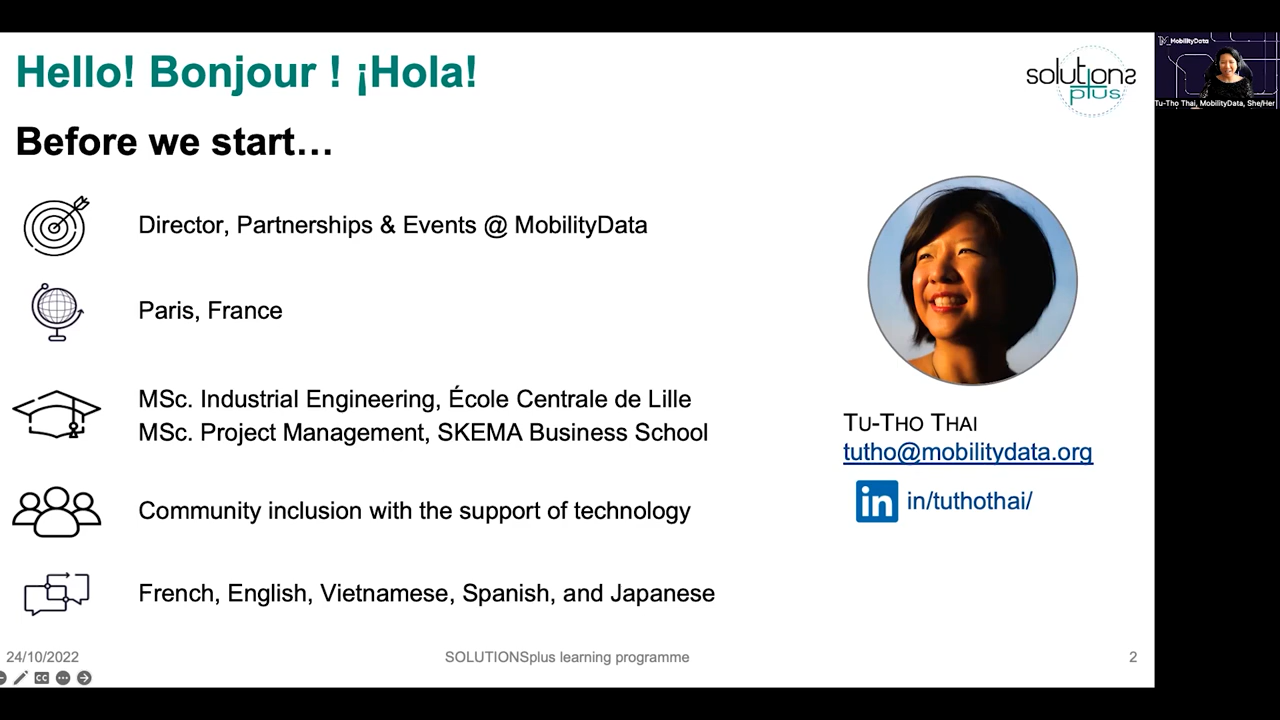 Hello! Bonjour ! ¡Hola!
solutions
plus
MobilityData
Tu-Tho Thai, MobilityData, She/Her
Before we start…
Director, Partnerships & Events @ MobilityData
Paris, France
MSc. Industrial Engineering, École Centrale de Lille
MSc. Project Management, SKEMA Business School
Community inclusion with the support of technology
French, English, Vietnamese, Spanish, and Japanese
TU-THO THAI
tutho@mobilitydata.org
in in/tuthothai/
24/10/2022
SOLUTIONSplus learning programme
2
CC